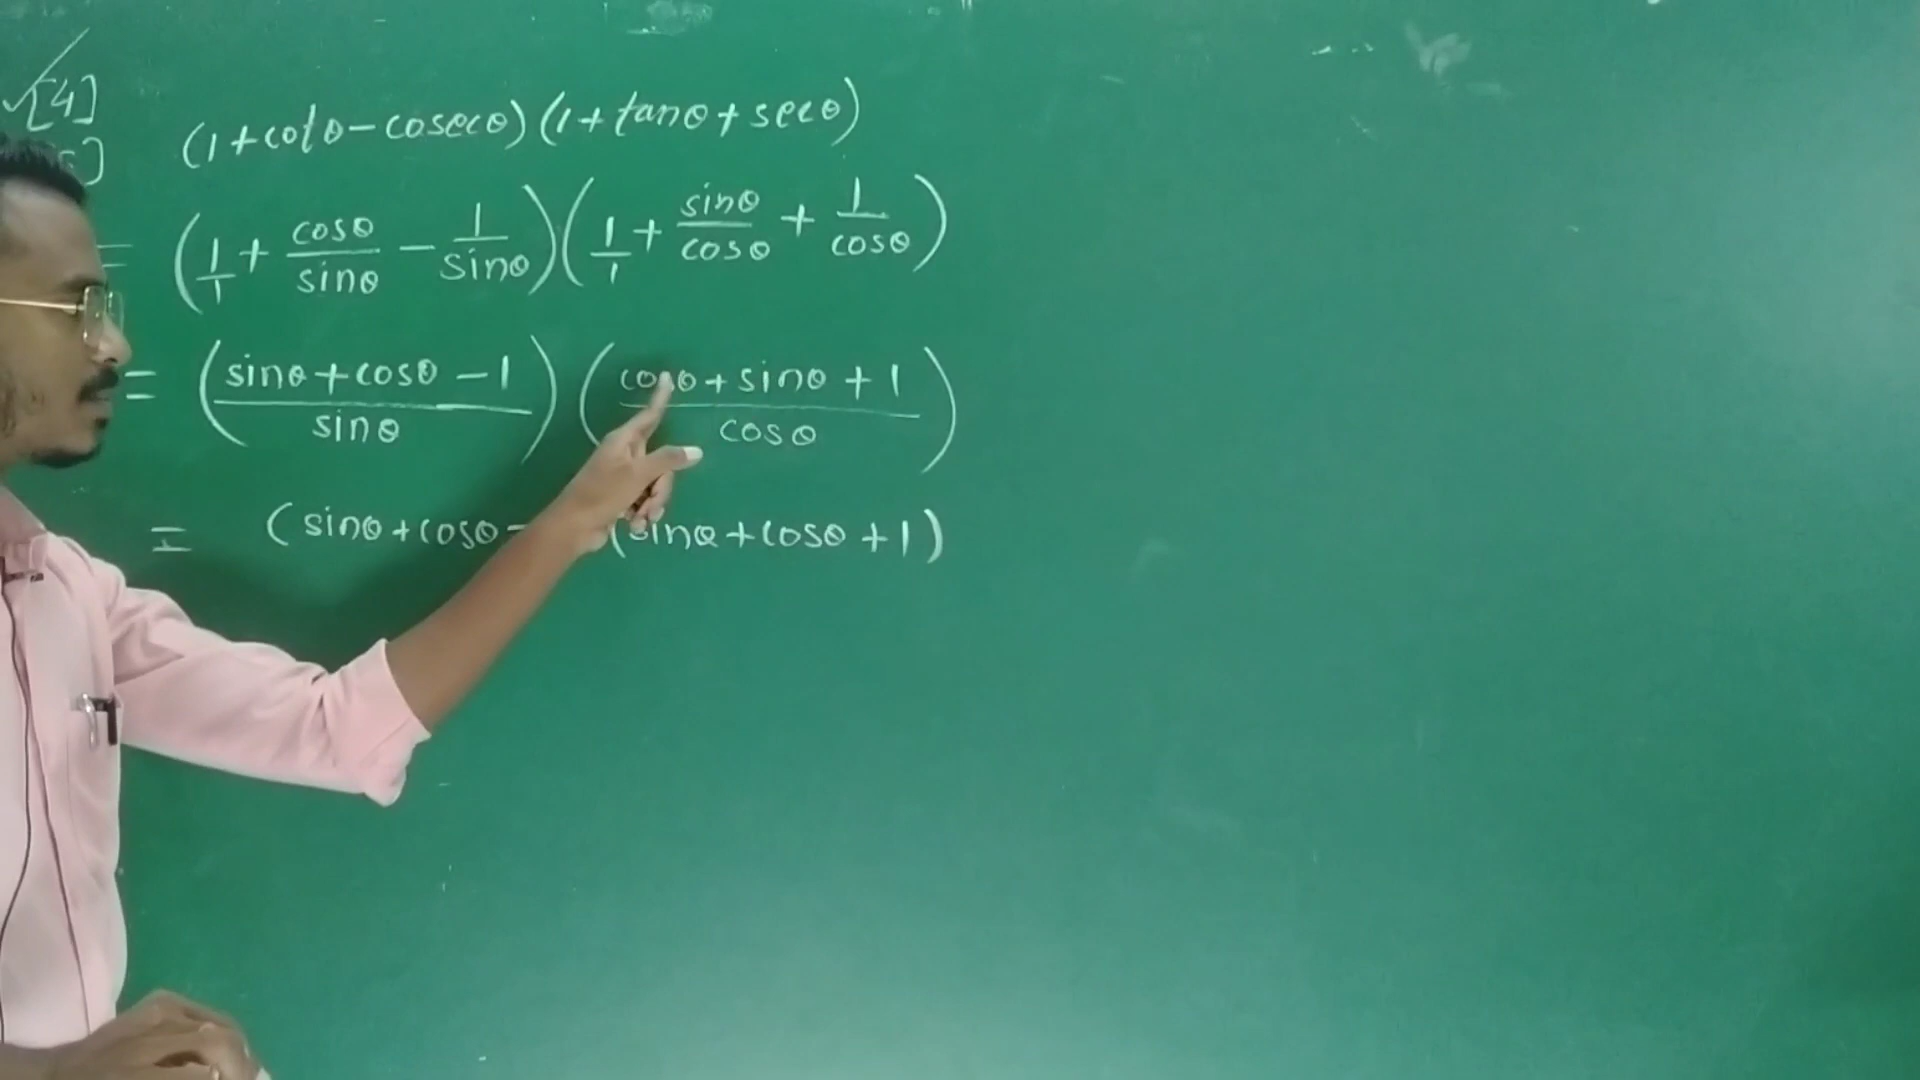 [4]
(1+cotθ-cosecθ)(1+tanθ+secθ)
= (1/1 + cosθ/sinθ - 1/sinθ)(1/1 + sinθ/cosθ + 1/cosθ)
= (sinθ+cosθ-1/sinθ)(cosθ+sinθ+1/cosθ)
= (sinθ+cosθ- (sinθ+cosθ+1)